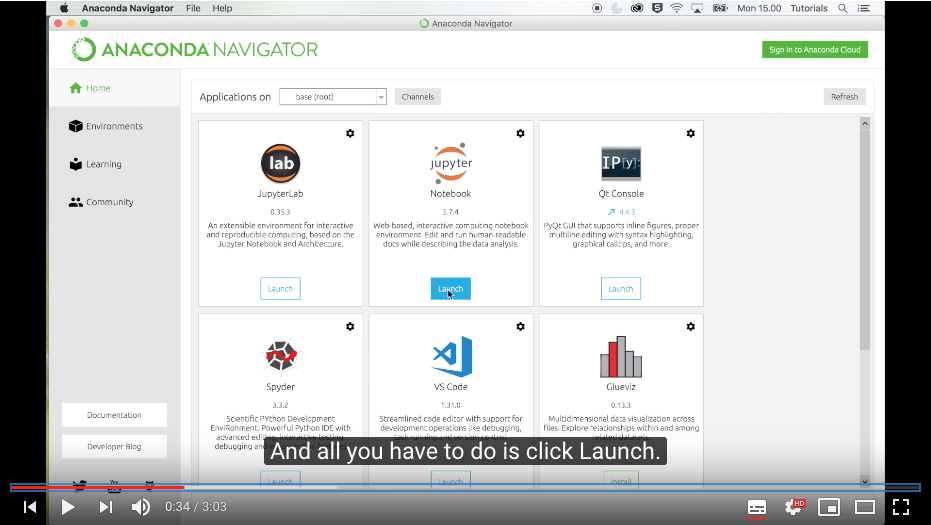 Anaconda Navigator File Help
Mon 15.00 Tutorials
Anaconda Navigator
ANACONDA NAVIGATOR
Sign in to Anaconda Cloud
Home
Environments
Learning
Community
Documentation
Developer Blog
Applications on base (root) Channels Refresh
lab
JupyterLab
0.35.3
An extensible environment for interactive
and reproducible computing, based on the
Jupyter Notebook and Architecture.
Launch
jupyter
Notebook
5.7.4
Web-based, interactive computing notebook
environment. Edit and run human-readable
docs while describing the data analysis.
Launch
IP[y]:
Qt Console
4.4.3
PyQt GUI that supports inline figures, proper
multiline editing with syntax highlighting,
graphical calltips, and more.
Launch
Spyder
3.3.2
Scientific PYthon Development
EnviRonment. Powerful Python IDE with
advanced editing, interactive testing,
debugging and
Launch
VS Code
1.31.0
Streamlined code editor with support for
development operations like debugging,
task running and version control.
Launch
Glueviz
0.13.3
Multidimensional data visualization across
files. Explore relationships within and among
related datasets.
Install
And all you have to do is click Launch.
0:34 / 3:03
HD